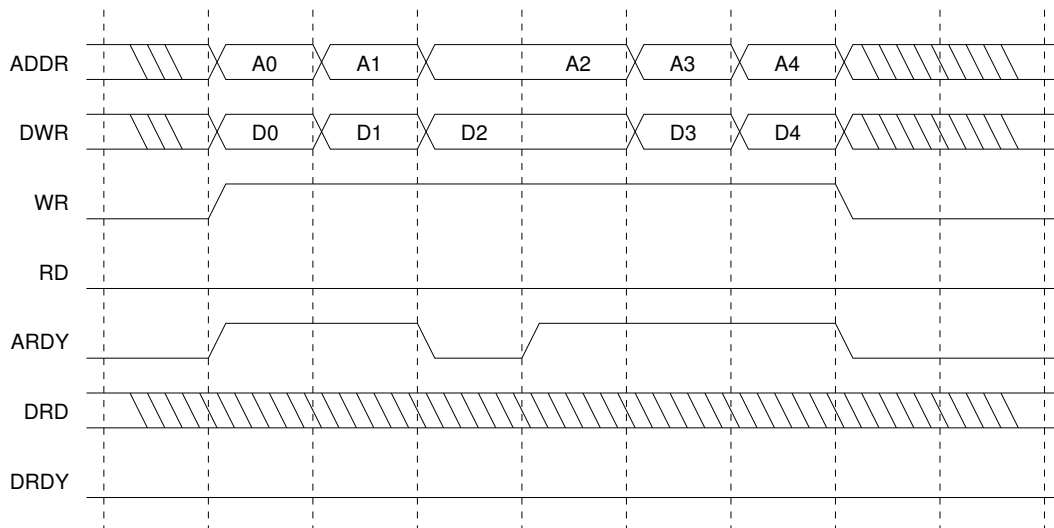 ADDR A0 A1 A2 A3 A4
DWR D0 D1 D2 D3 D4
WR
RD
ARDY
DRD
DRDY